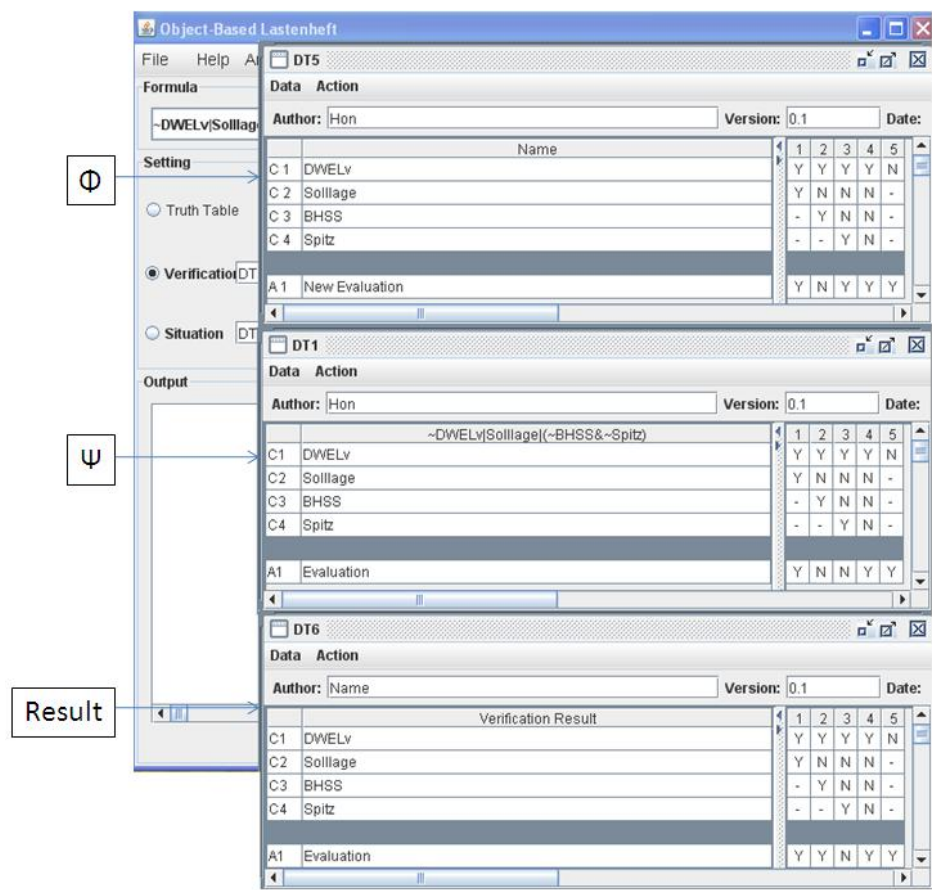 Object-Based Lastenheft
File Help A
Formula
~DWELv|Solllag
Setting
Truth Table
Verification DT
Situation DT
Output
Φ
Ψ
Result
DT5
Data Action
Author: Hon Version: 0.1 Date:
Name 1 2 3 4 5
C 1 DWELv Y Y Y Y N
C 2 Solllage Y N N N -
C 3 BHSS - Y N N -
C 4 Spitz - - Y N -
A 1 New Evaluation Y N Y Y Y
DT1
Data Action
Author: Hon Version: 0.1 Date:
~DWELv|Solllage|(~BHSS&~Spitz) 1 2 3 4 5
C1 DWELv Y Y Y Y N
C2 Solllage Y N N N -
C3 BHSS - Y N N -
C4 Spitz - - Y N -
A1 Evaluation Y N N Y Y
DT6
Data Action
Author: Name Version: 0.1 Date:
Verification Result 1 2 3 4 5
C1 DWELv Y Y Y Y N
C2 Solllage Y N N N -
C3 BHSS - Y N N -
C4 Spitz - - Y N -
A1 Evaluation Y Y N Y Y